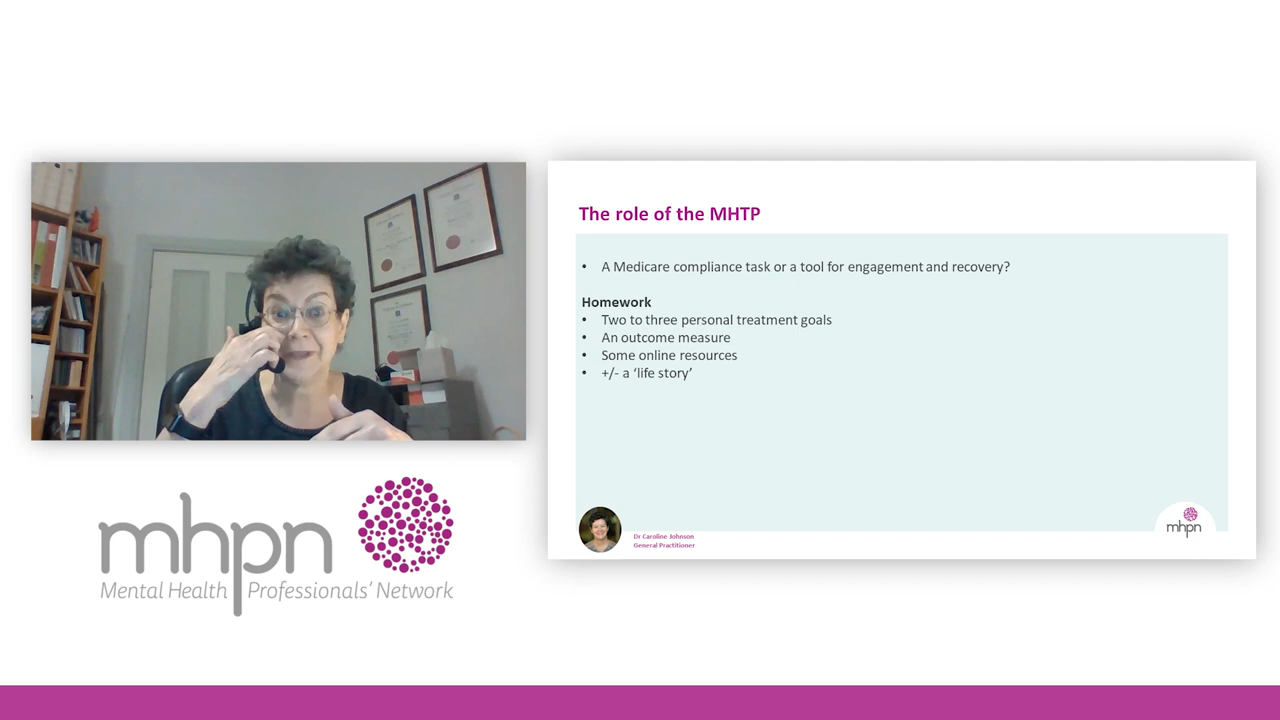 The role of the MHTP
• A Medicare compliance task or a tool for engagement and recovery?
Homework
• Two to three personal treatment goals
• An outcome measure
• Some online resources
• +/- a ‘life story’
Dr Caroline Johnson
General Practitioner
mhpn
mhpn
Mental Health Professionals’ Network